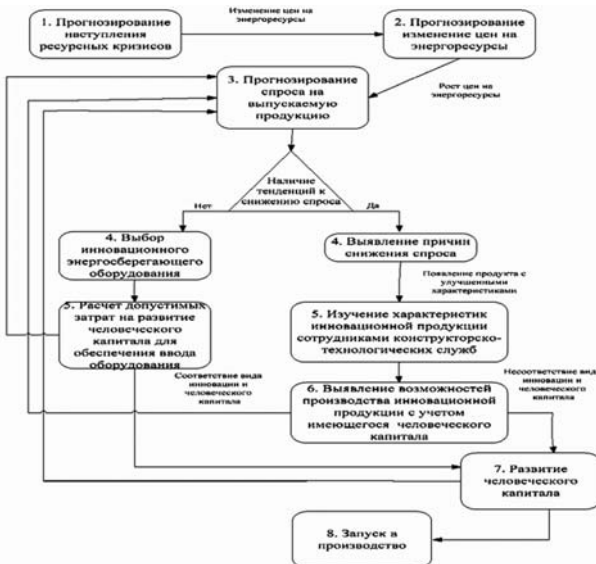 Изменение цен на
энергоресурсы
1. Прогнозирование
наступления
ресурсных кризисов
2. Прогнозирование
изменение цен на
энергоресурсы
3. Прогнозирование
спроса на
выпускаемую
продукцию
Рост цен на
энергоресурсы
Наличие
тенденций к
снижению спроса
Нет
Да
4. Выбор
инновационного
энергосберегающего
оборудования
4. Выявление причин
снижения спроса
Появление продукта с
улучшенными
характеристиками
5. Расчет допустимых
затрат на развитие
человеческого
капитала для
обеспечения ввода
оборудования
5. Изучение характеристик
инновационной продукции
сотрудниками конструкторско-
технологических служб
Соответствие вида
инновации и
человеческого
капитала
Несоответствие вида
инновации и
человеческого
капитала
6. Выявление возможностей
производства инновационной
продукции с учетом
имеющегося человеческого
капитала
7. Развитие
человеческого
капитала
8. Запуск в
производство